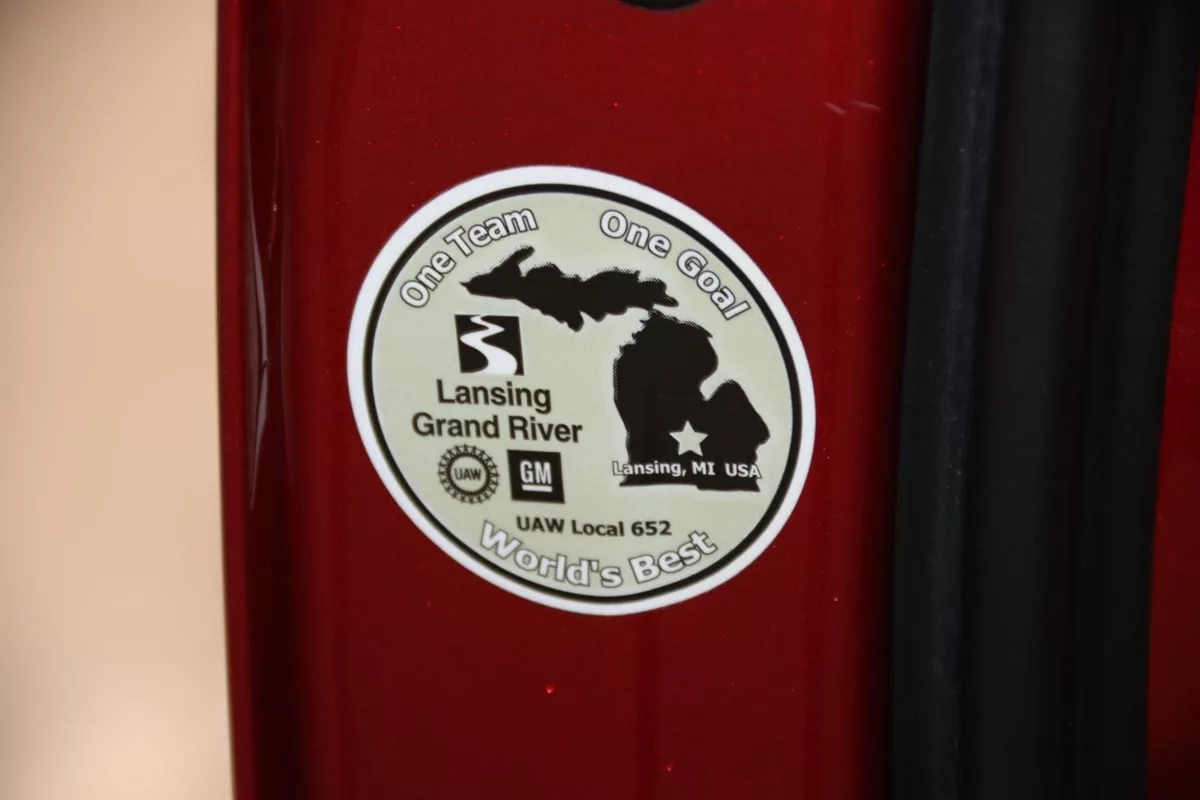 One Team One Goal
Lansing
Grand River
UAW
GM
Lansing, MI USA
UAW Local 652
World's Best